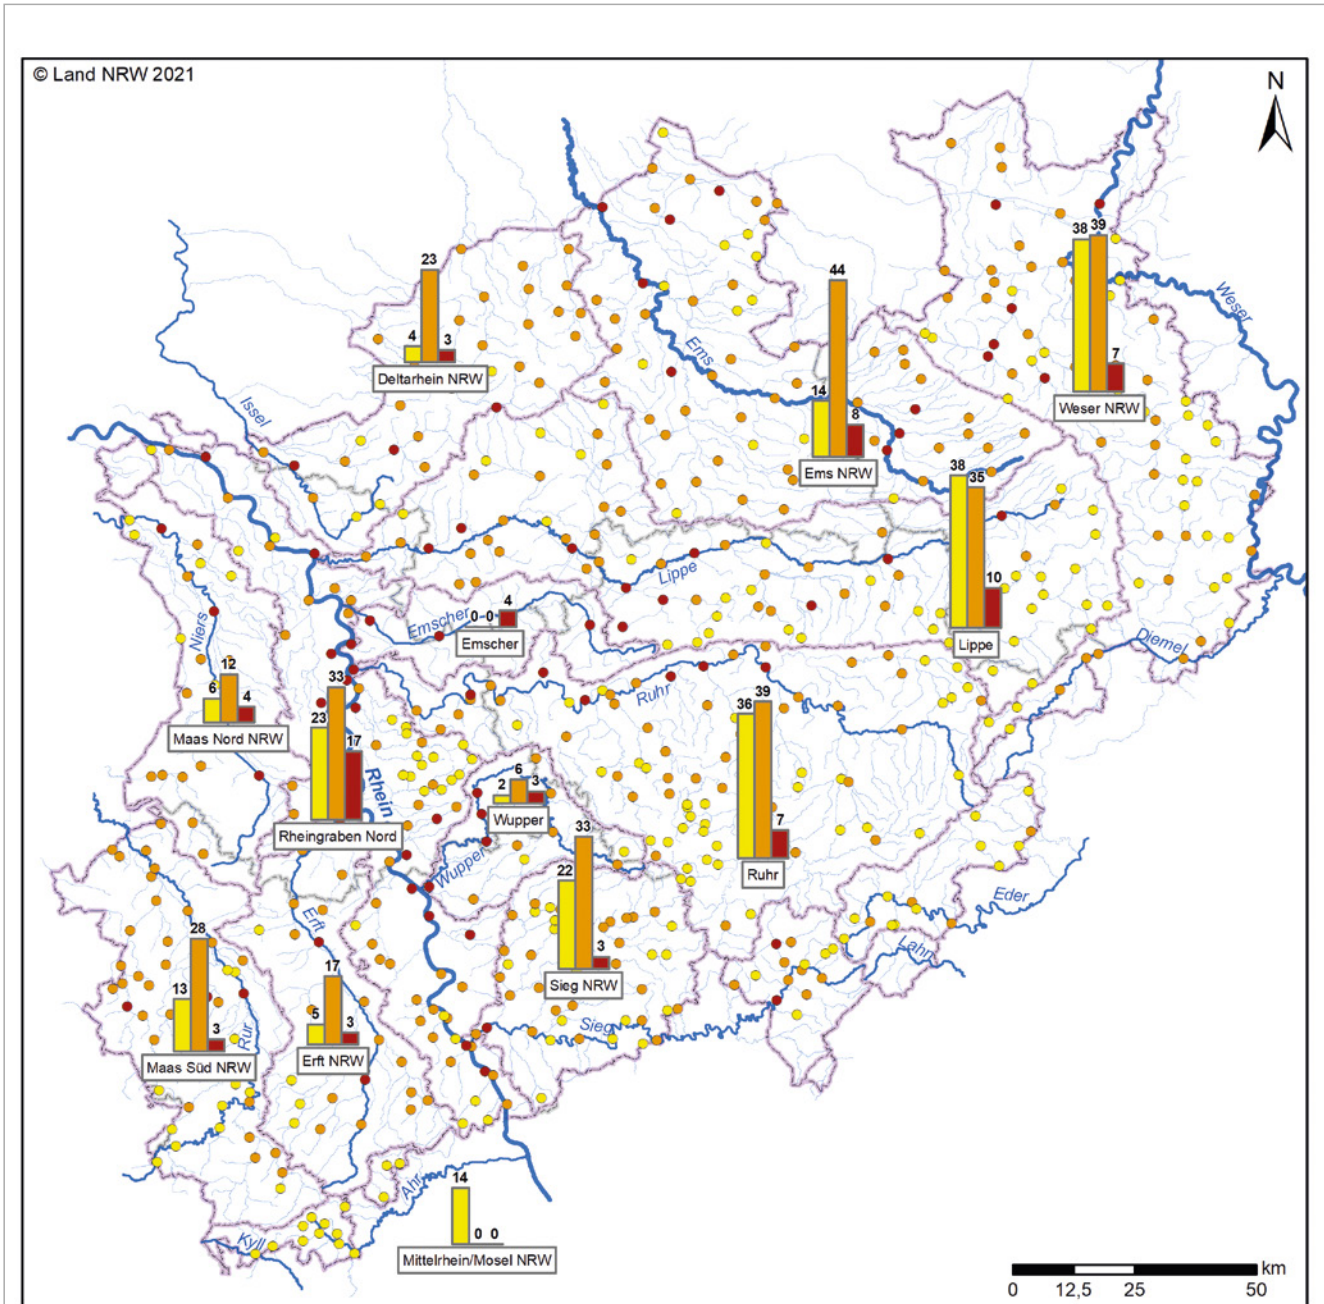 © Land NRW 2021
N
38 39 7
Weser NRW
Weser
23
4 3
Deltarhein NRW
Issel
Ems
44
14 8
Ems NRW
38 35 10
Lippe
Lippe
Diemel
Niers
Emscher
0 0 4
Emscher
6 12 4
Maas Nord NRW
23 33 17
Rheingraben Nord
Rhein
Ruhr
36 39 7
Ruhr
2 6 3
Wupper
Wupper
22 33 3
Sieg NRW
Sieg
Eder
Lahn
Erft
13 28 3
Maas Süd NRW
Rur
5 17 3
Erft NRW
Ahr
Kyll
14 0 0
Mittelrhein/Mosel NRW
km
0 12,5 25 50